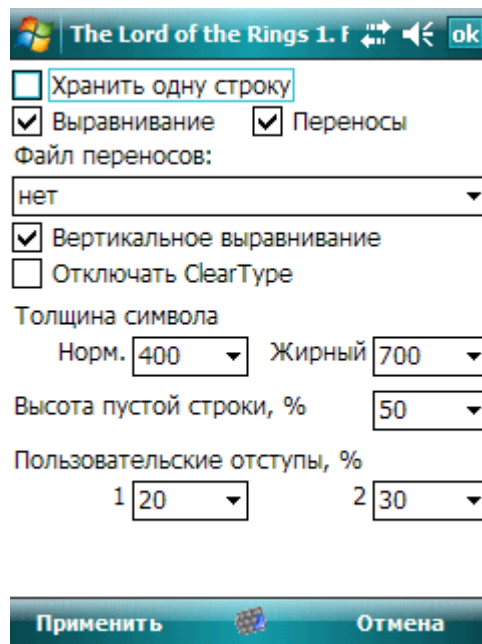 The Lord of the Rings 1. F ok
Хранить одну строку
Выравнивание Переносы
Файл переносов:
нет
Вертикальное выравнивание
Отключать ClearType
Толщина символа
Норм. 400 Жирный 700
Высота пустой строки, % 50
Пользовательские отступы, %
1 20 2 30
Применить Отмена